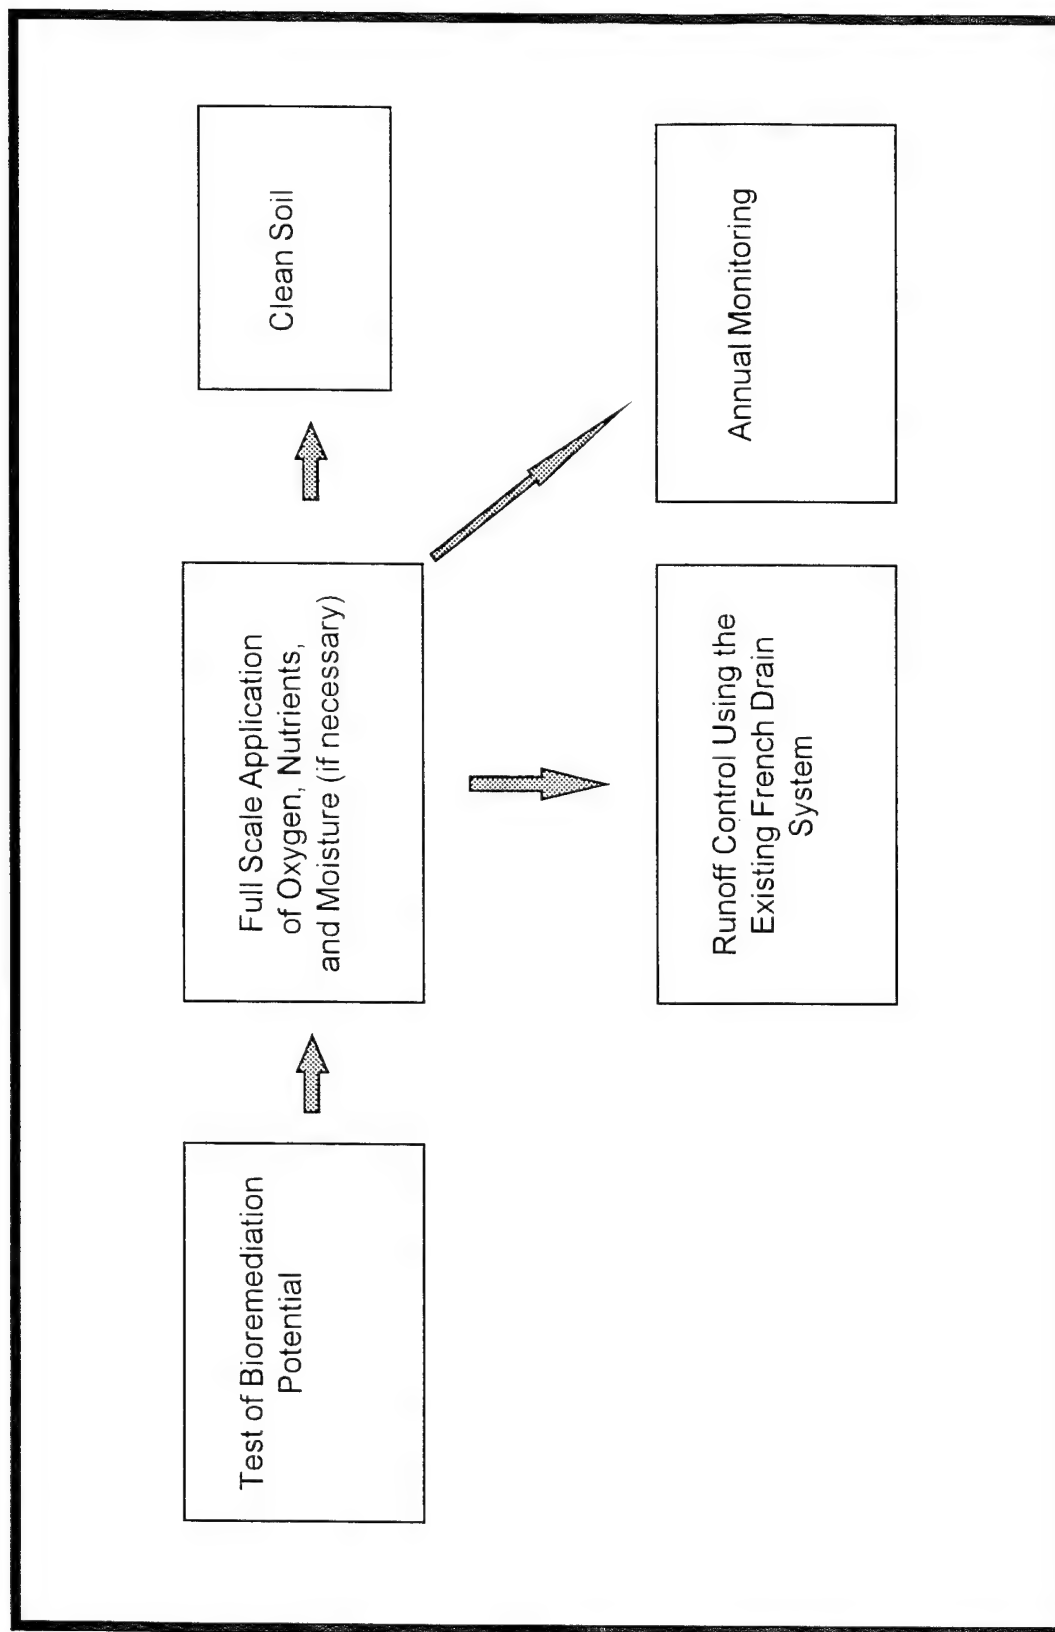 Test of Bioremediation
Potential
Full Scale Application
of Oxygen, Nutrients,
and Moisture (if necessary)
Clean Soil
Runoff Control Using the
Existing French Drain
System
Annual Monitoring